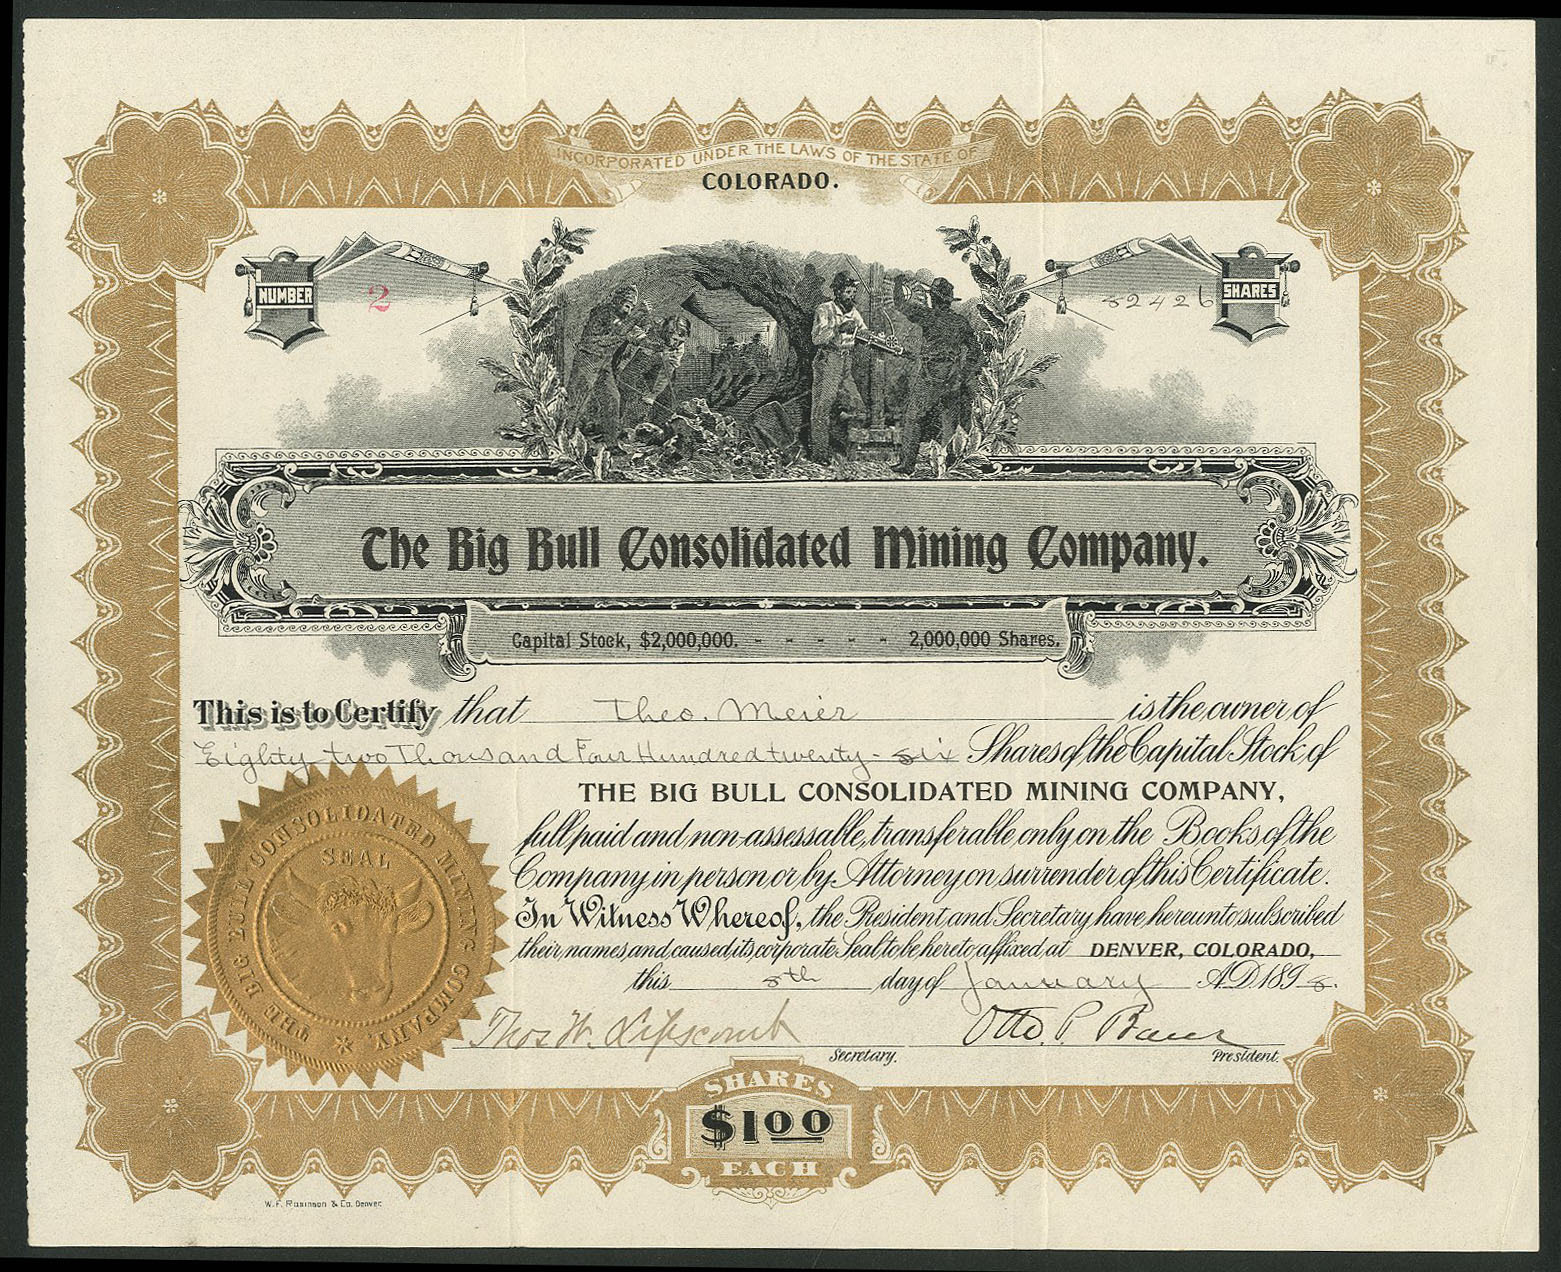 INCORPORATED UNDER THE LAWS OF THE STATE OF
COLORADO.
NUMBER 2
82426 SHARES
The Big Bull Consolidated Mining Company.
Capital Stock, $2,000,000. - - - - - 2,000,000 Shares.
This is to Certify that Theo. Meier is the owner of
Eighty two Thousand Four Hundred twenty-six Shares of the Capital Stock of
THE BIG BULL CONSOLIDATED MINING COMPANY,
full paid and non-assessable, transferable only on the Books of the
Company in person or by Attorney on surrender of this Certificate.
In Witness Whereof, the President and Secretary have hereunto subscribed
their names and caused its corporate Seal to be hereto affixed at DENVER, COLORADO,
this 8th day of January A.D. 1898.
THE BIG BULL CONSOLIDATED MINING COMPANY.
SEAL
Thos W. Lipscomb Otto. P. Bauer
Secretary. President.
SHARES
$1.00
EACH
W. F. Robinson & Co. Denver